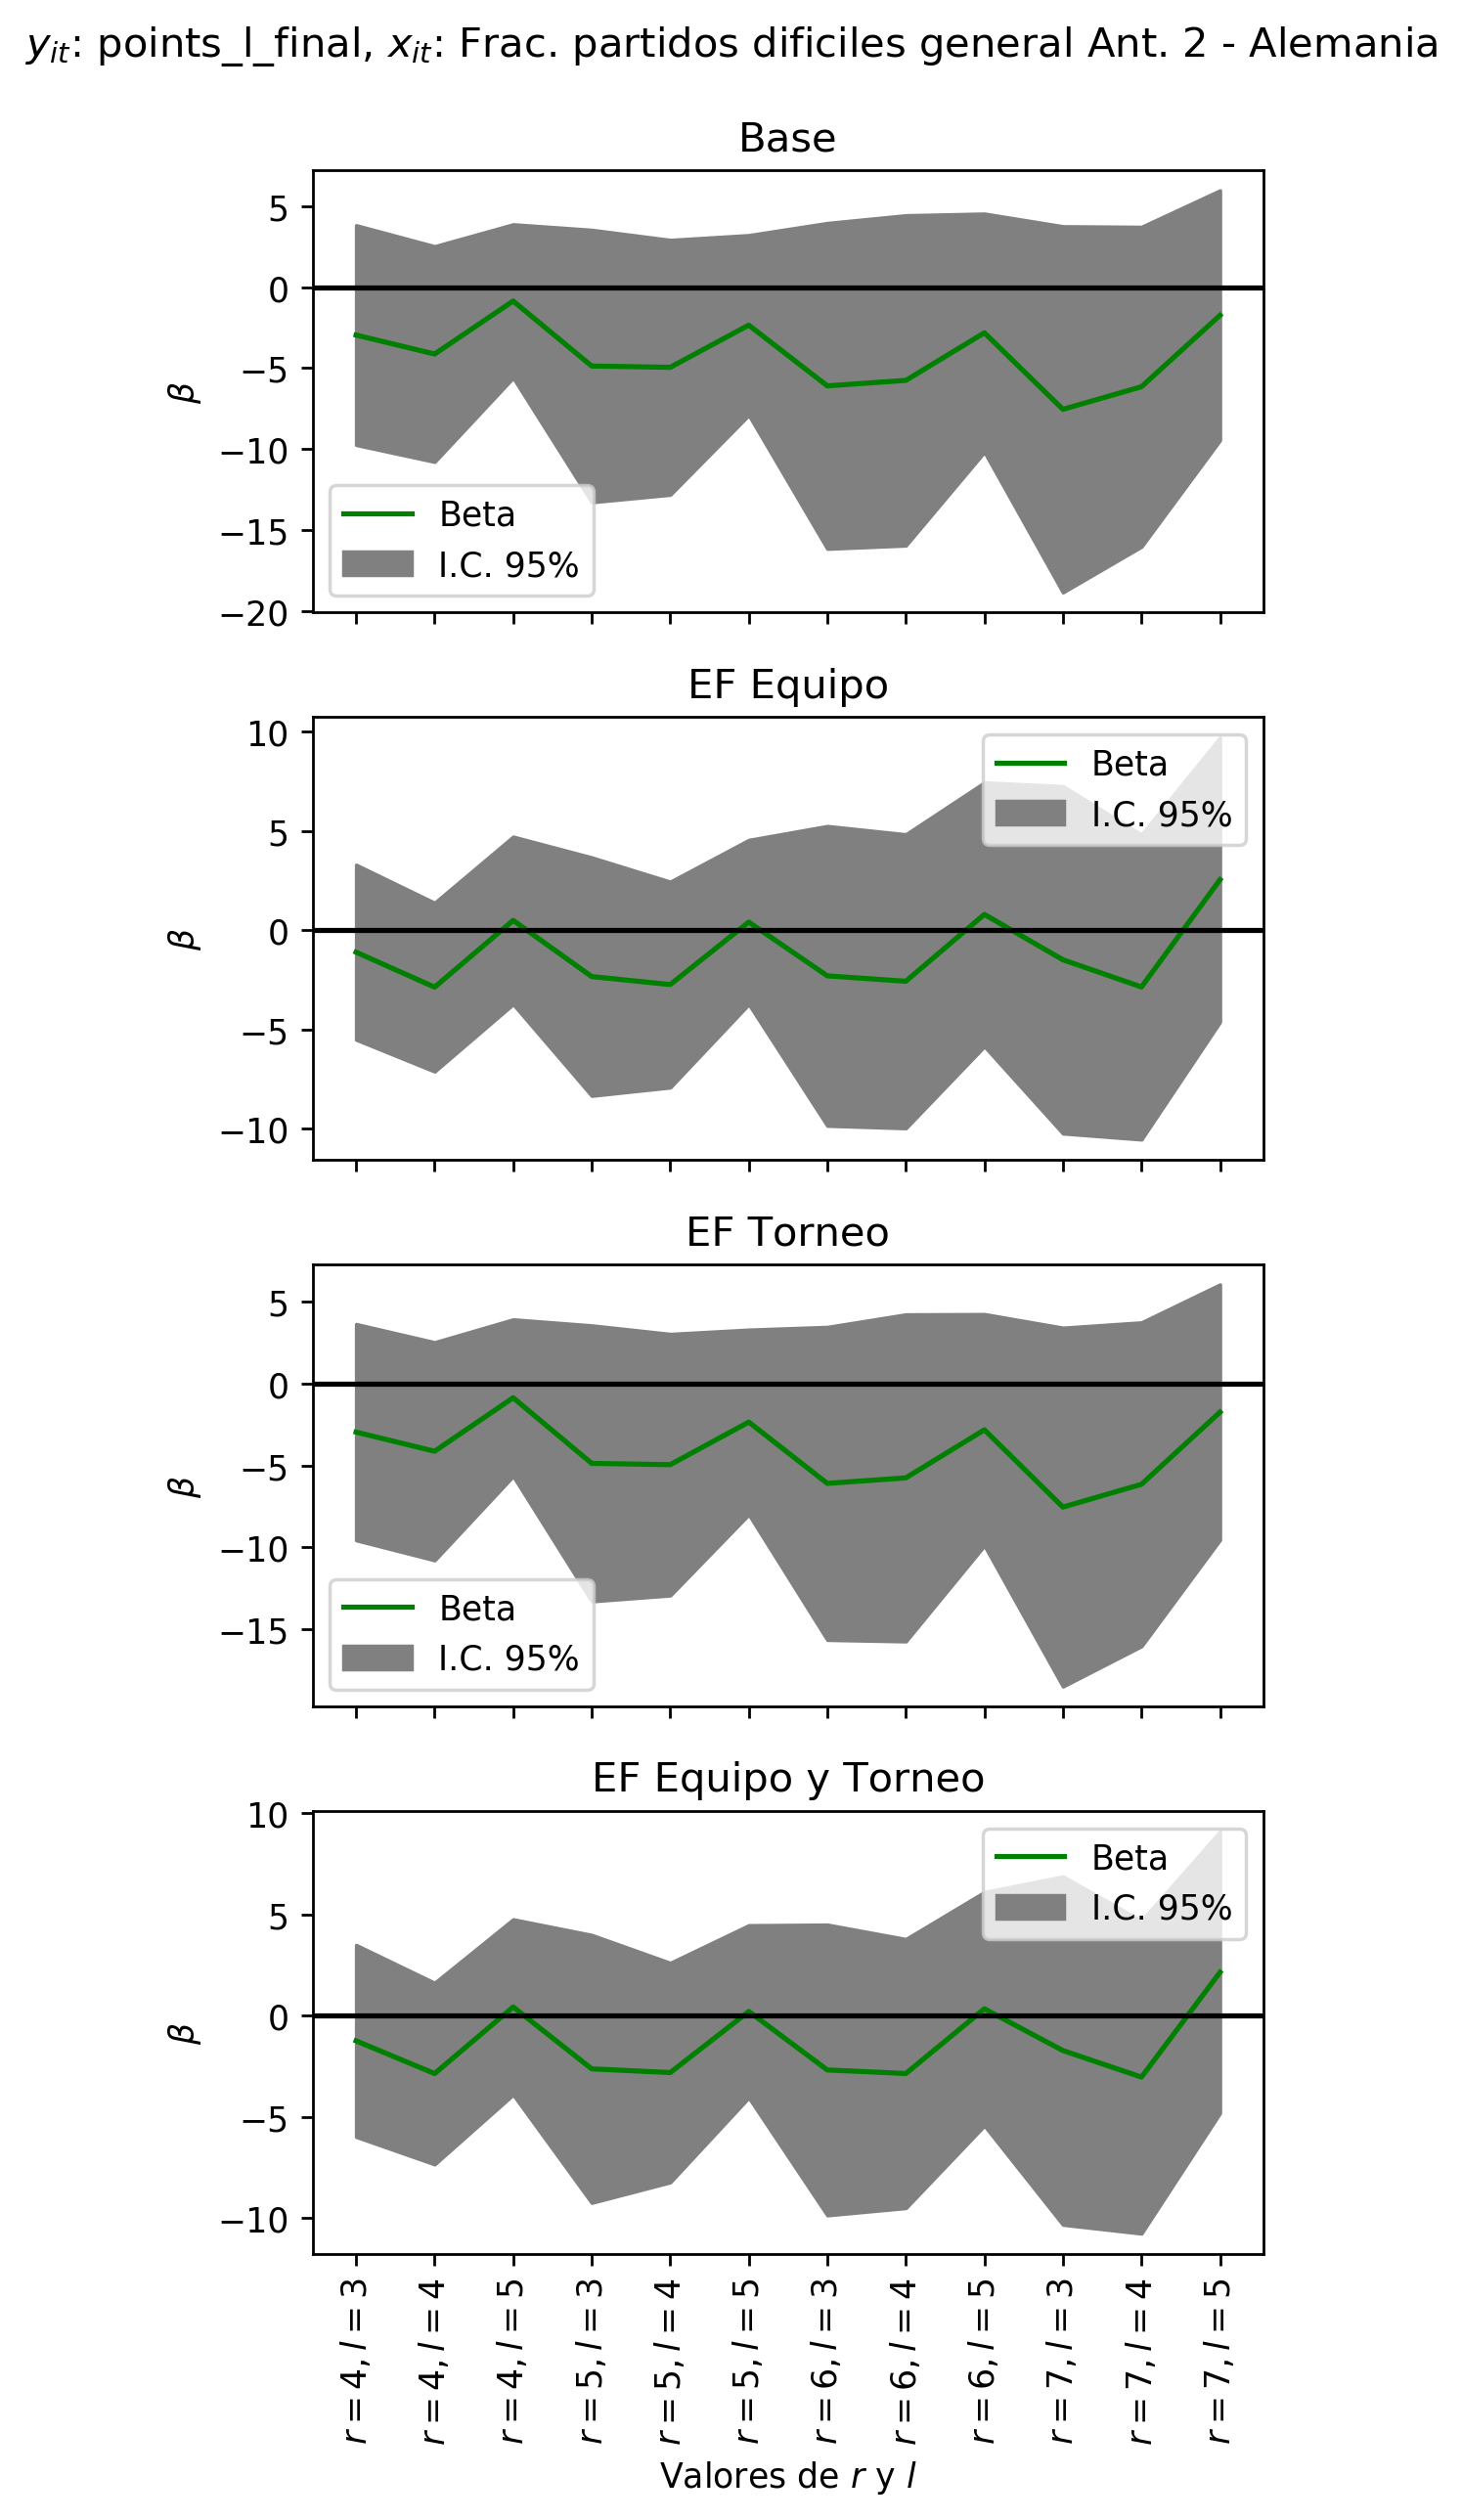 y_it: points_l_final, x_it: Frac. partidos dificiles general Ant. 2 - Alemania
Base
5
0
−5
−10
−15
−20
β
Beta
I.C. 95%
EF Equipo
10
5
0
−5
−10
β
Beta
I.C. 95%
EF Torneo
5
0
−5
−10
−15
β
Beta
I.C. 95%
EF Equipo y Torneo
10
5
0
−5
−10
β
Beta
I.C. 95%
r = 4, l = 3
r = 4, l = 4
r = 4, l = 5
r = 5, l = 3
r = 5, l = 4
r = 5, l = 5
r = 6, l = 3
r = 6, l = 4
r = 6, l = 5
r = 7, l = 3
r = 7, l = 4
r = 7, l = 5
Valores de r y l